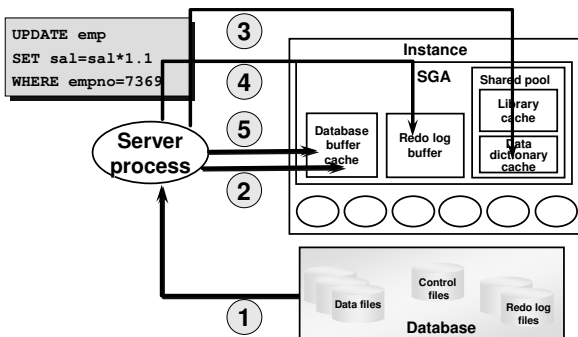 UPDATE emp
SET sal=sal*1.1
WHERE empno=7369
3
4
5
2
1
Server
process
Instance
SGA
Shared pool
Library
cache
Data
dictionary
cache
Database
buffer
cache
Redo log
buffer
Data files
Control
files
Redo log
files
Database